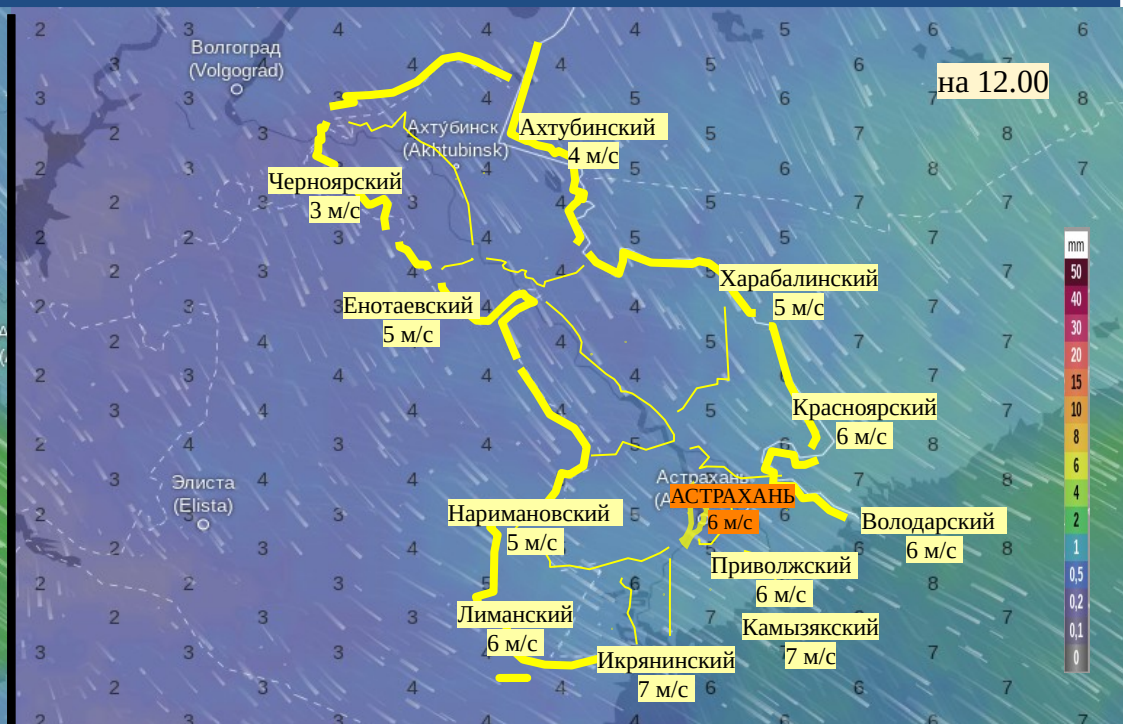 на 12.00
Волгоград
(Volgograd)
Ахтубинск
(Akhtubinsk)
Ахтубинский
4 м/с
Черноярский
3 м/с
Харабалинский
5 м/с
Енотаевский
5 м/с
Красноярский
6 м/с
Элиста
(Elista)
Астрахань
АСТРАХАНЬ
6 м/с
Наримановский
5 м/с
Володарский
6 м/с
Приволжский
6 м/с
Лиманский
6 м/с
Камызякский
7 м/с
Икрянинский
7 м/с
mm
50
40
30
20
15
10
8
6
4
2
1
0,5
0,2
0,1
0